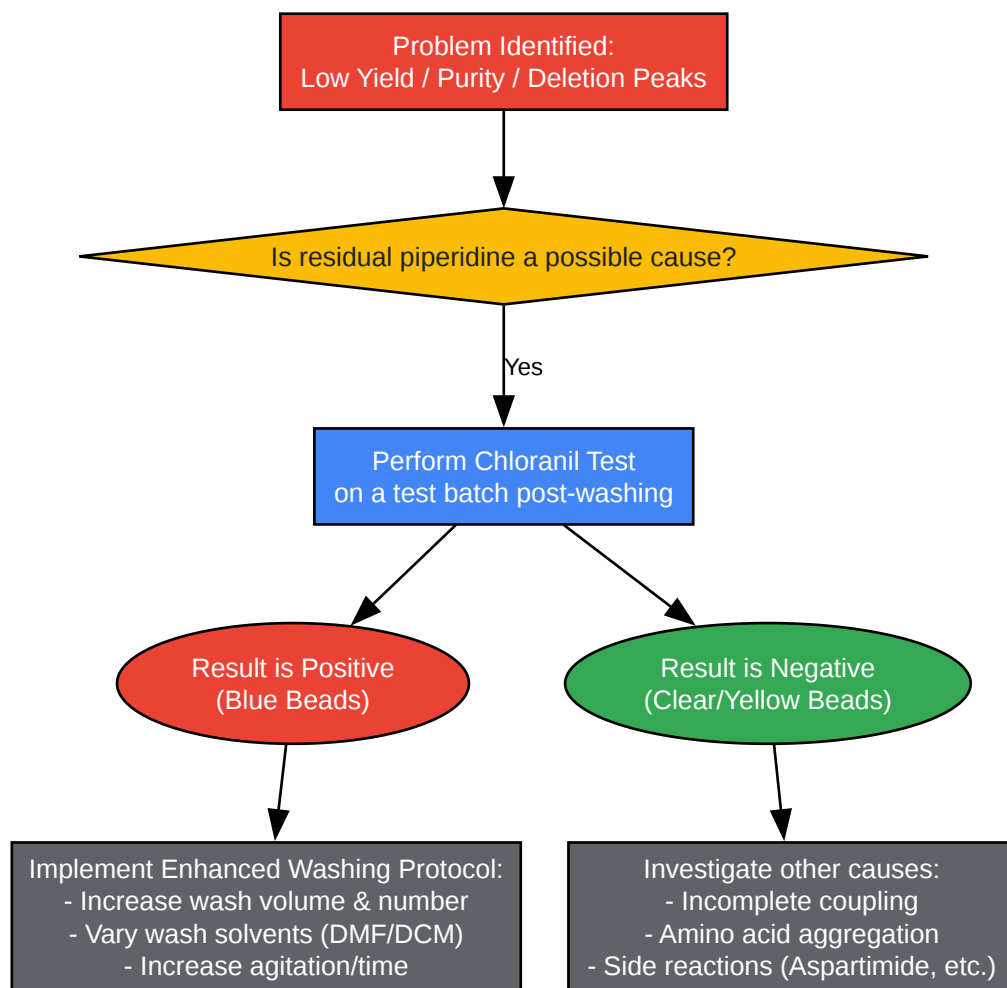 Problem Identified:
Low Yield / Purity / Deletion Peaks
Is residual piperidine a possible cause?
Yes
Perform Chloranil Test
on a test batch post-washing
Result is Positive
(Blue Beads)
Result is Negative
(Clear/Yellow Beads)
Implement Enhanced Washing Protocol:
- Increase wash volume & number
- Vary wash solvents (DMF/DCM)
- Increase agitation/time
Investigate other causes:
- Incomplete coupling
- Amino acid aggregation
- Side reactions (Aspartimide, etc.)